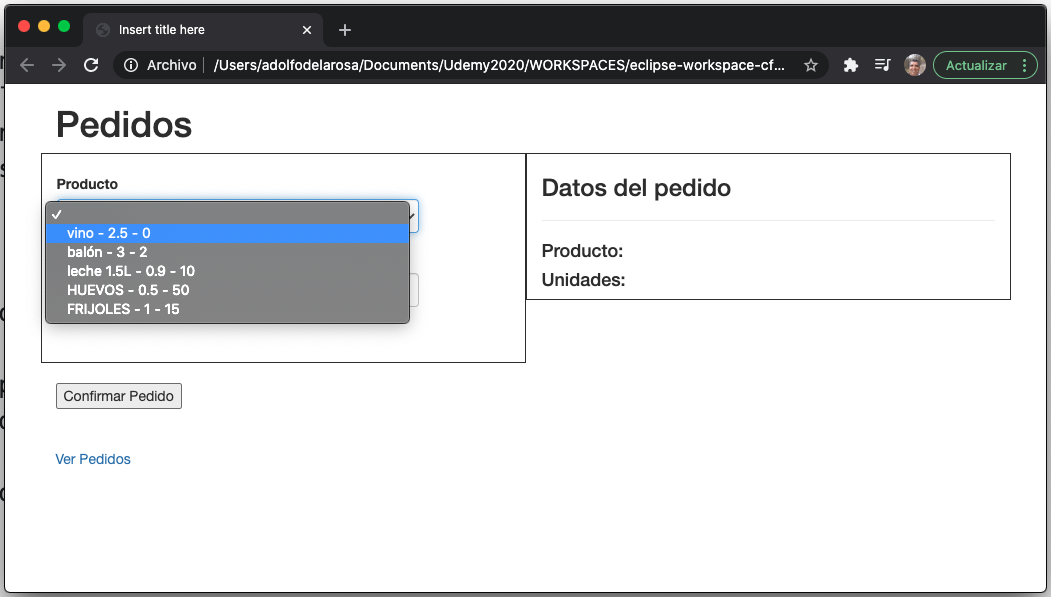 Insert title here
Archivo
/Users/adolfodelarosa/Documents/Udemy2020/WORKSPACES/eclipse-workspace-cf...
Actualizar
Pedidos
Producto
vino - 2.5 - 0
balón - 3 - 2
leche 1.5L - 0.9 - 10
HUEVOS - 0.5 - 50
FRIJOLES - 1 - 15
Datos del pedido
Producto:
Unidades:
Confirmar Pedido
Ver Pedidos